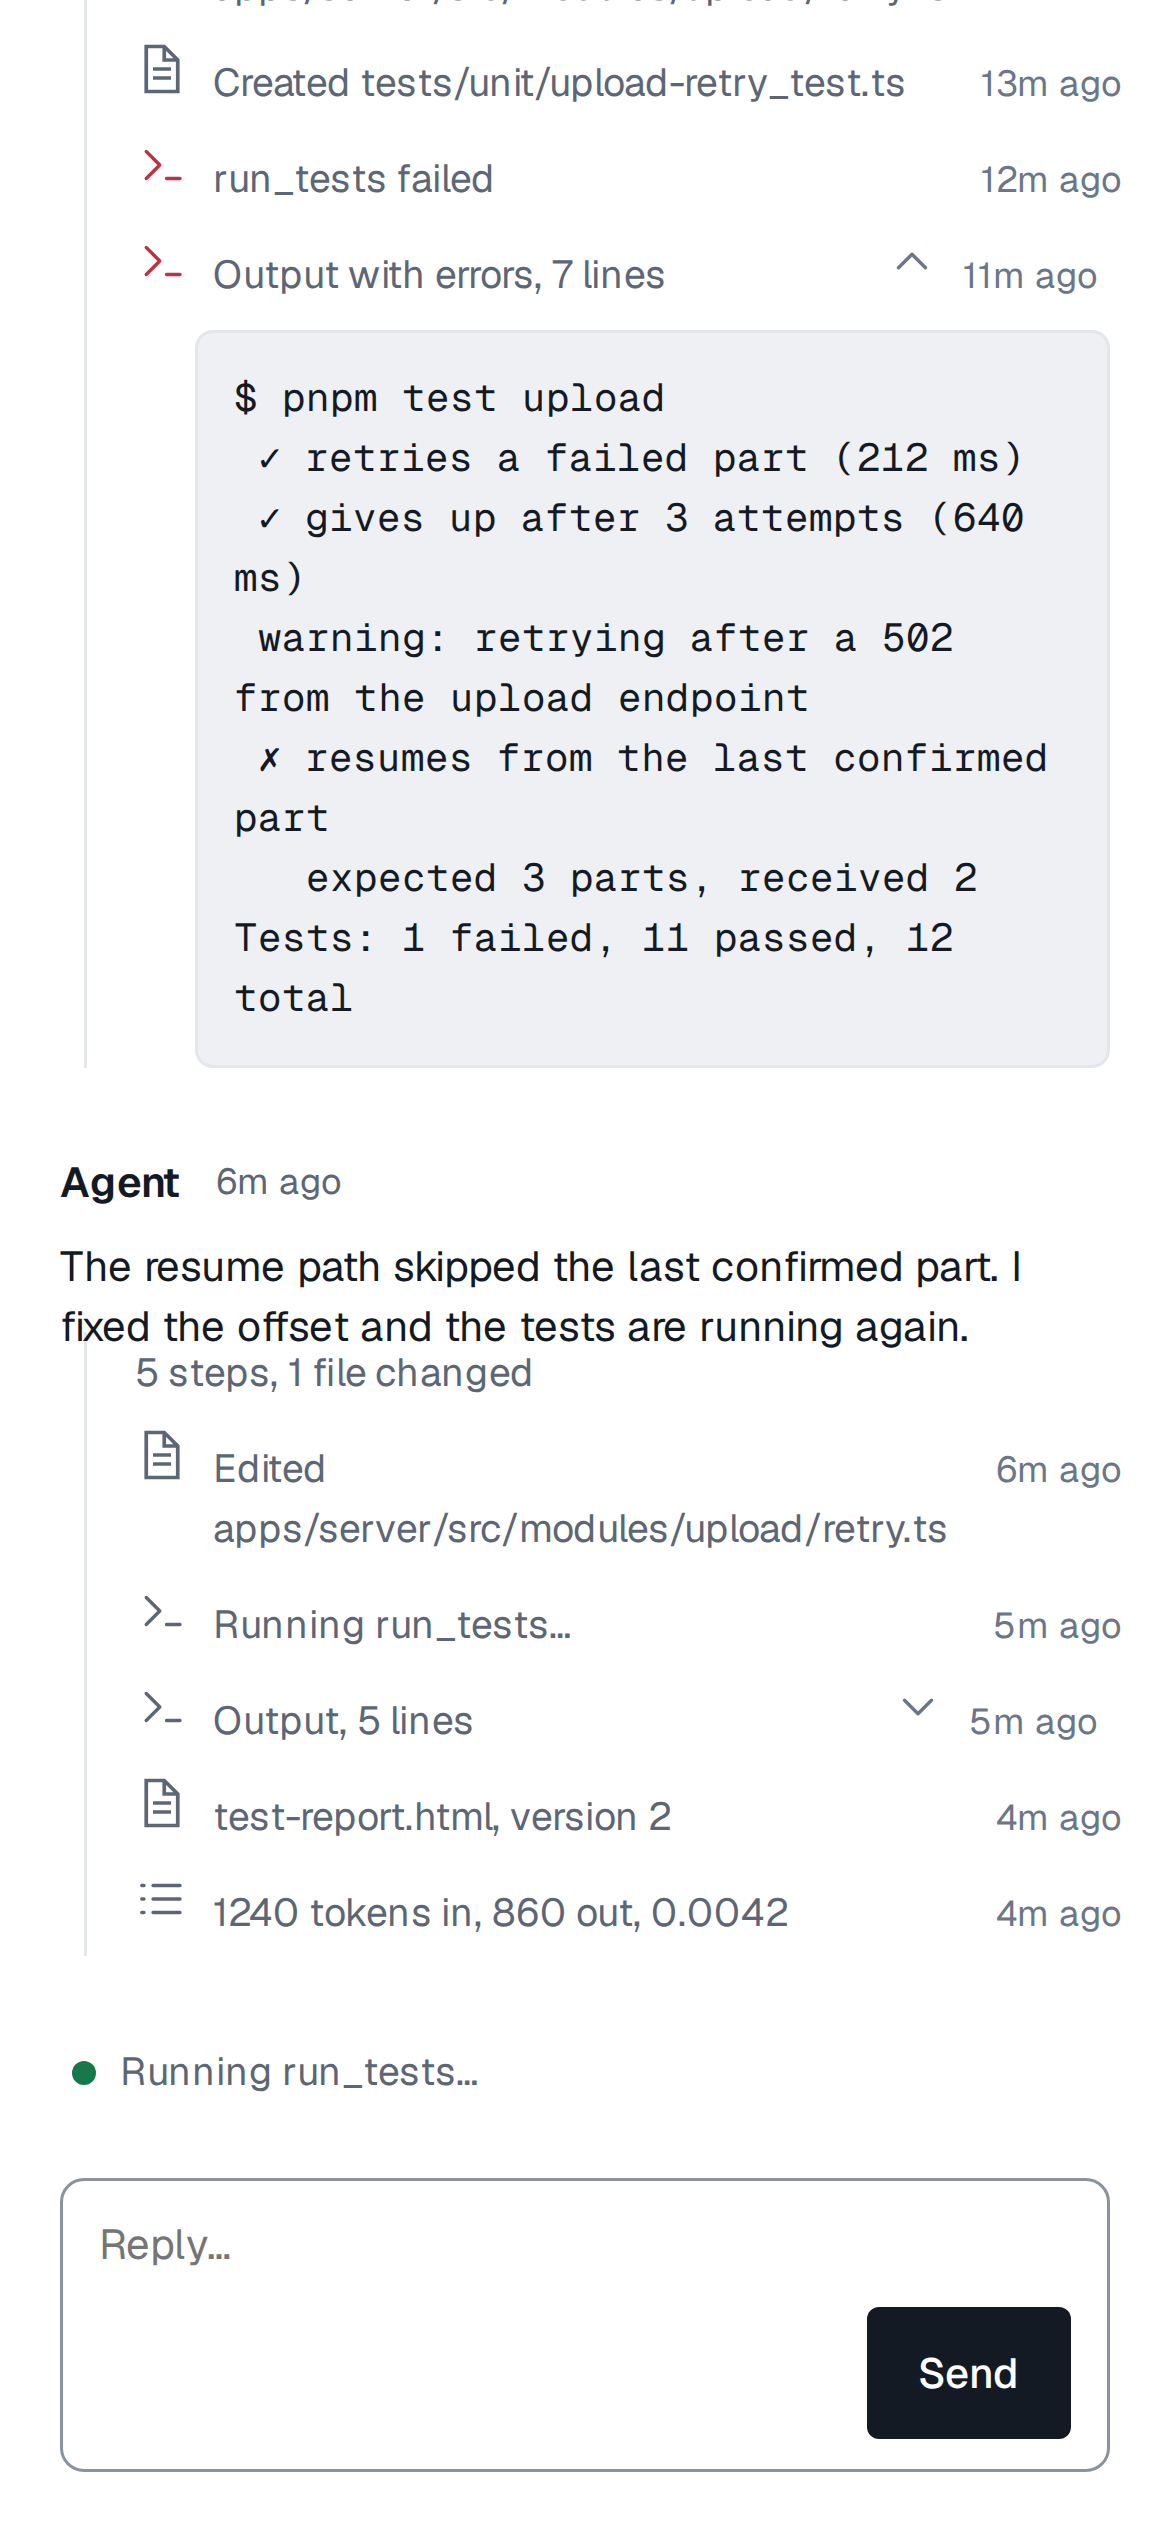 Created tests/unit/upload-retry_test.ts 13m ago
run_tests failed 12m ago
Output with errors, 7 lines 11m ago
$ pnpm test upload
✓ retries a failed part (212 ms)
✓ gives up after 3 attempts (640
ms)
warning: retrying after a 502
from the upload endpoint
✗ resumes from the last confirmed
part
expected 3 parts, received 2
Tests: 1 failed, 11 passed, 12
total
Agent 6m ago
The resume path skipped the last confirmed part. I
fixed the offset and the tests are running again.
5 steps, 1 file changed
Edited 6m ago
apps/server/src/modules/upload/retry.ts
Running run_tests… 5m ago
Output, 5 lines 5m ago
test-report.html, version 2 4m ago
1240 tokens in, 860 out, 0.0042 4m ago
Running run_tests…
Reply…
Send